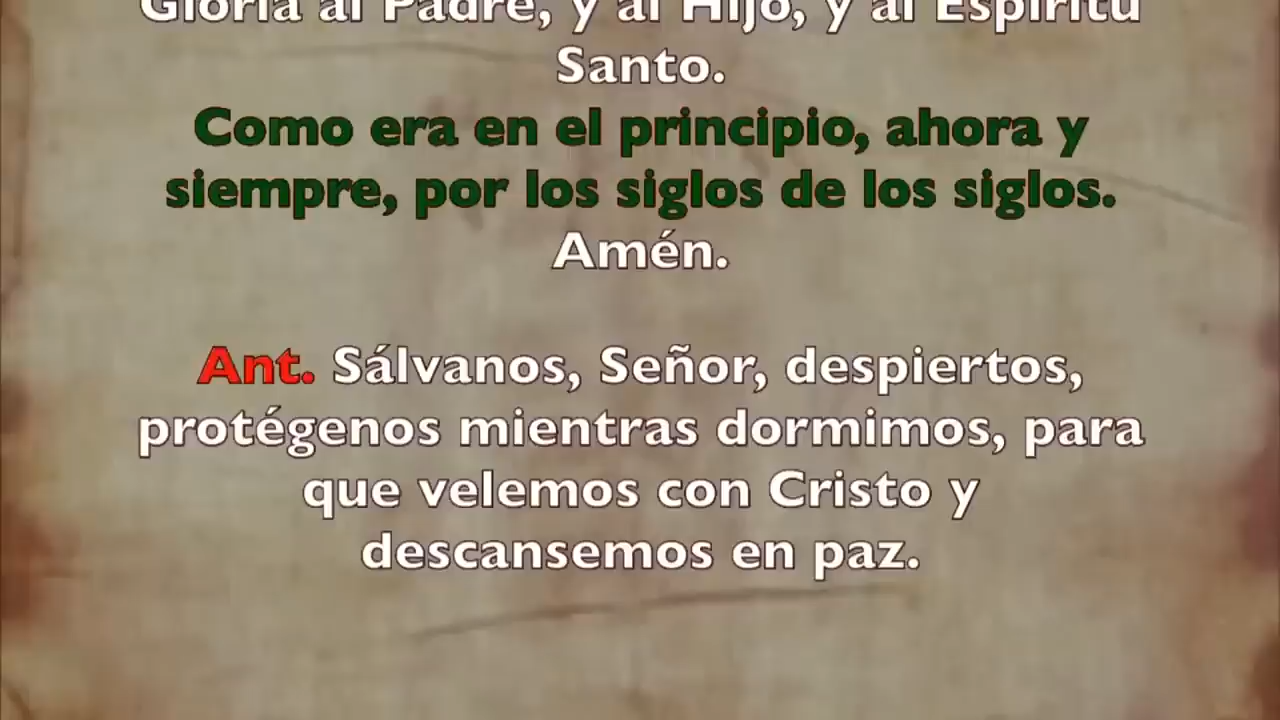 Gloria al Padre, y al Hijo, y al Espíritu
Santo.
Como era en el principio, ahora y
siempre, por los siglos de los siglos.
Amén.
Ant. Sálvanos, Señor, despiertos,
protégenos mientras dormimos, para
que velemos con Cristo y
descansemos en paz.